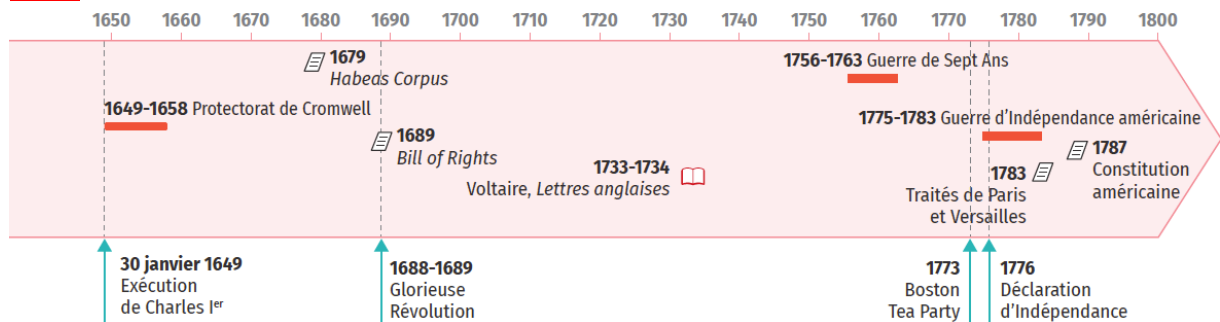 1650 1660 1670 1680 1690 1700 1710 1720 1730 1740 1750 1760 1770 1780 1790 1800
1679
Habeas Corpus
1756-1763 Guerre de Sept Ans
1649-1658 Protectorat de Cromwell
1775-1783 Guerre d'Indépendance américaine
1689
Bill of Rights
1733-1734
Voltaire, Lettres anglaises
1787
Constitution
américaine
1783
Traités de Paris
et Versailles
30 janvier 1649
Exécution
de Charles Ier
1688-1689
Glorieuse
Révolution
1773
Boston
Tea Party
1776
Déclaration
d'Indépendance